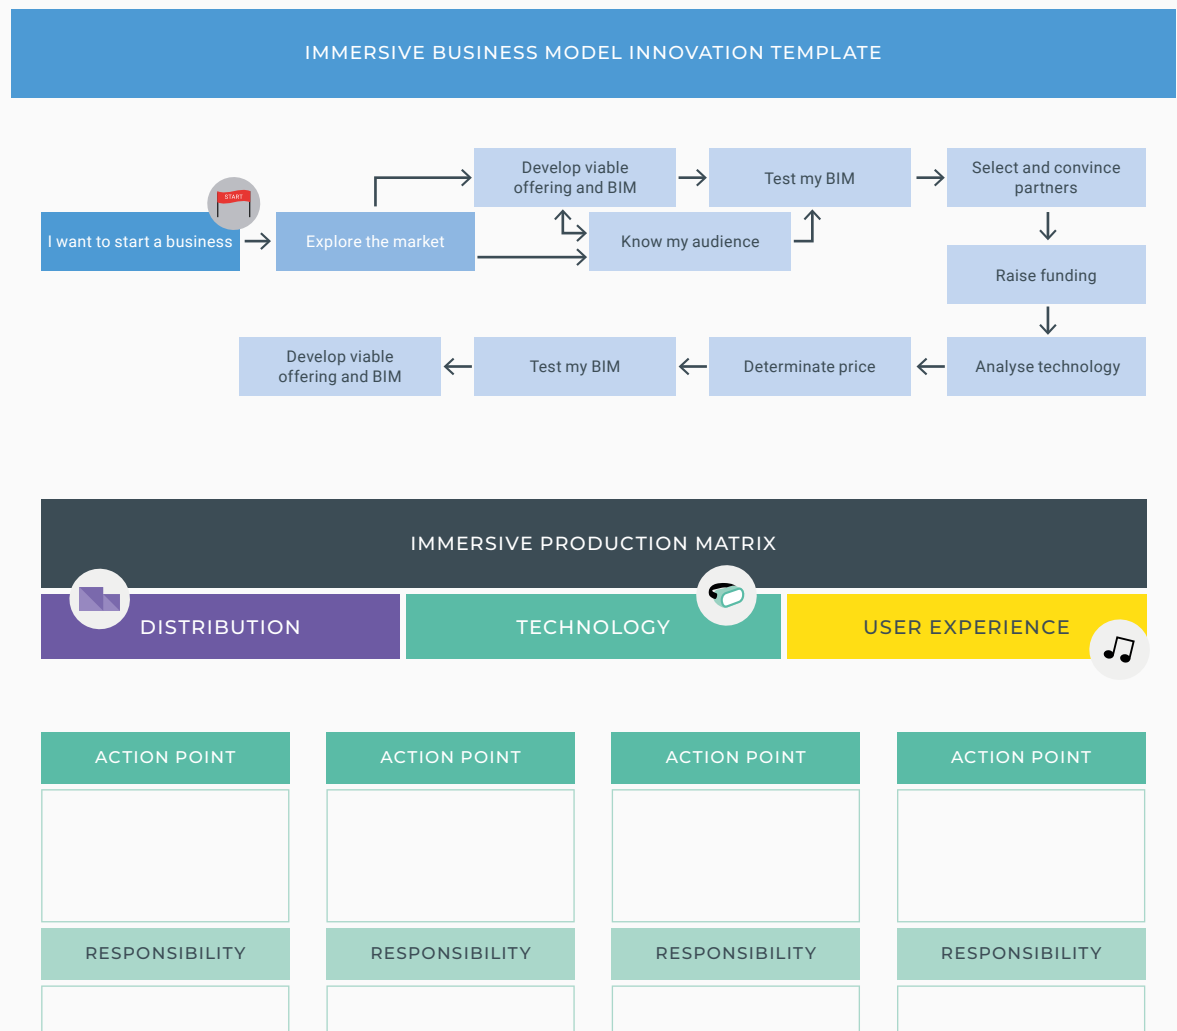 IMMERSIVE BUSINESS MODEL INNOVATION TEMPLATE
START
I want to start a business
Explore the market
Develop viable
offering and BIM
Know my audience
Test my BIM
Select and convince
partners
Raise funding
Analyse technology
Determinate price
Test my BIM
Develop viable
offering and BIM
IMMERSIVE PRODUCTION MATRIX
DISTRIBUTION
TECHNOLOGY
USER EXPERIENCE
ACTION POINT
ACTION POINT
ACTION POINT
ACTION POINT
RESPONSIBILITY
RESPONSIBILITY
RESPONSIBILITY
RESPONSIBILITY